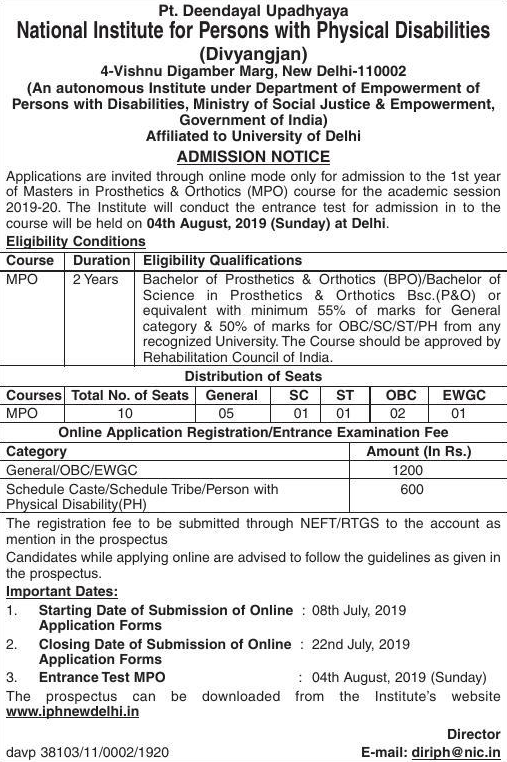 Pt. Deendayal Upadhyaya
National Institute for Persons with Physical Disabilities
(Divyangjan)
4-Vishnu Digamber Marg, New Delhi-110002
(An autonomous Institute under Department of Empowerment of
Persons with Disabilities, Ministry of Social Justice & Empowerment,
Government of India)
Affiliated to University of Delhi
ADMISSION NOTICE
Applications are invited through online mode only for admission to the 1st year
of Masters in Prosthetics & Orthotics (MPO) course for the academic session
2019-20. The Institute will conduct the entrance test for admission in to the
course will be held on 04th August, 2019 (Sunday) at Delhi.
Eligibility Conditions
Course Duration Eligibility Qualifications
MPO 2 Years Bachelor of Prosthetics & Orthotics (BPO)/Bachelor of
Science in Prosthetics & Orthotics Bsc.(P&O) or
equivalent with minimum 55% of marks for General
category & 50% of marks for OBC/SC/ST/PH from any
recognized University. The Course should be approved by
Rehabilitation Council of India.
Distribution of Seats
Courses Total No. of Seats General SC ST OBC EWGC
MPO 10 05 01 01 02 01
Online Application Registration/Entrance Examination Fee
Category Amount (In Rs.)
General/OBC/EWGC 1200
Schedule Caste/Schedule Tribe/Person with 600
Physical Disability(PH)
The registration fee to be submitted through NEFT/RTGS to the account as
mention in the prospectus
Candidates while applying online are advised to follow the guidelines as given in
the prospectus.
Important Dates:
1. Starting Date of Submission of Online : 08th July, 2019
Application Forms
2. Closing Date of Submission of Online : 22nd July, 2019
Application Forms
3. Entrance Test MPO : 04th August, 2019 (Sunday)
The prospectus can be downloaded from the Institute's website
www.iphnewdelhi.in
Director
davp 38103/11/0002/1920 E-mail: diriph@nic.in